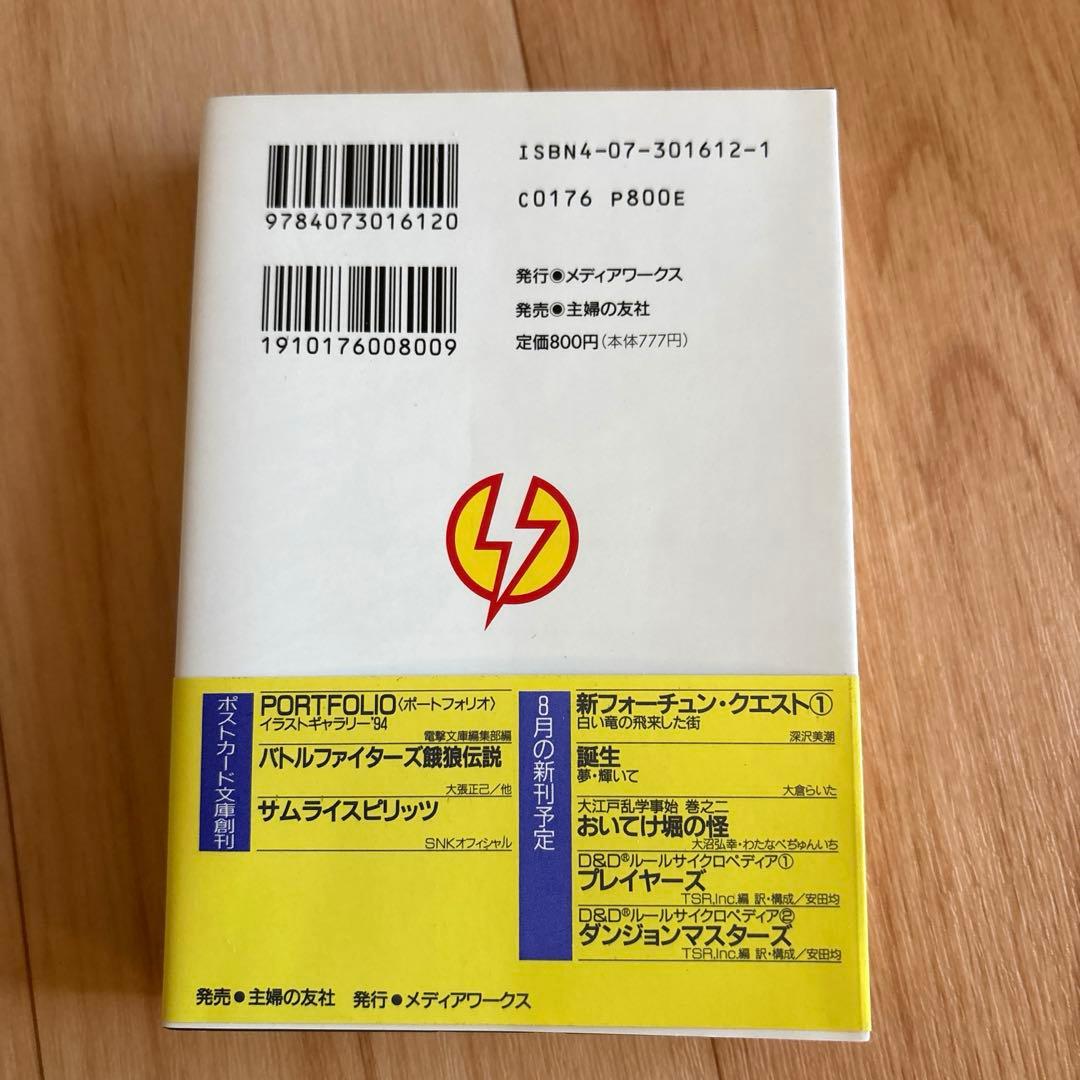 ISBN4-07-301612-1
C0176 P800E
9784073016120
1910176008009
発行◉メディアワークス
発売◉主婦の友社
定価800円(本体777円)
ポストカード文庫創刊
PORTFOLIO〈ポートフォリオ〉
イラストギャラリー'94
電撃文庫編集部編
バトルファイターズ餓狼伝説
大張正己/他
サムライスピリッツ
SNKオフィシャル
8月の新刊予定
新フォーチュン・クエスト①
白い竜の飛来した街
深沢美潮
誕生
夢・輝いて
大倉らいた
大江戸乱学事始 巻之二
おいてけ堀の怪
大沼弘幸・わたなべぢゅんいち
D&D®ルールサイクロペディア①
プレイヤーズ
TSR,Inc.編 訳・構成/安田均
D&D®ルールサイクロペディア②
ダンジョンマスターズ
TSR,Inc.編 訳・構成/安田均
発売●主婦の友社 発行●メディアワークス